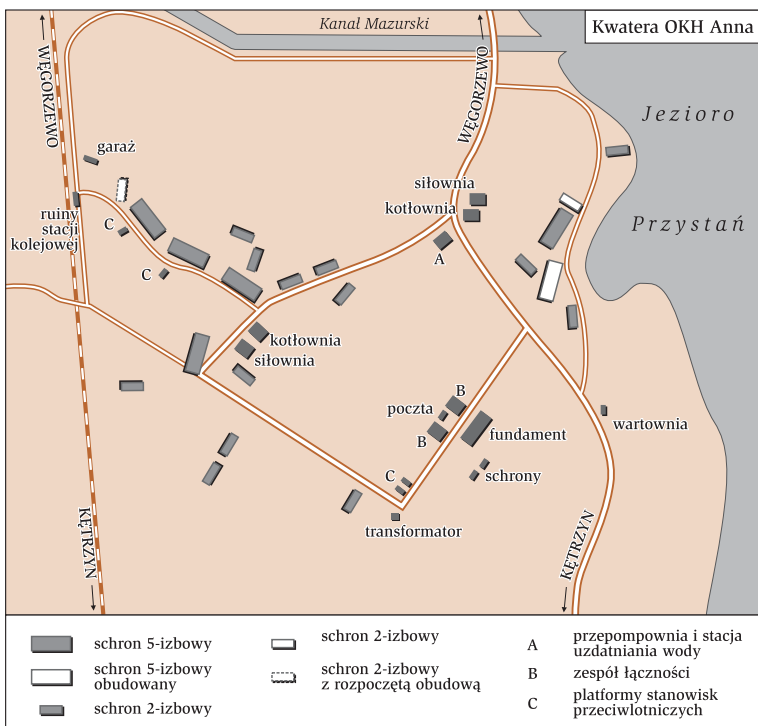 Kanał Mazurski
Kwatera OKH Anna
WĘGORZEWO
WĘGORZEWO
Jezioro
Przystań
garaż
siłownia
kotłownia
ruiny
stacji
kolejowej
C
A
C
kotłownia
siłownia
B
poczta
B
fundament
wartownia
C
schrony
transformator
KĘTRZYN
KĘTRZYN
schron 5-izbowy
schron 5-izbowy
obudowany
schron 2-izbowy
schron 2-izbowy
schron 2-izbowy
z rozpoczętą obudową
A przepompownia i stacja
uzdatniania wody
B zespół łączności
C platformy stanowisk
przeciwlotniczych